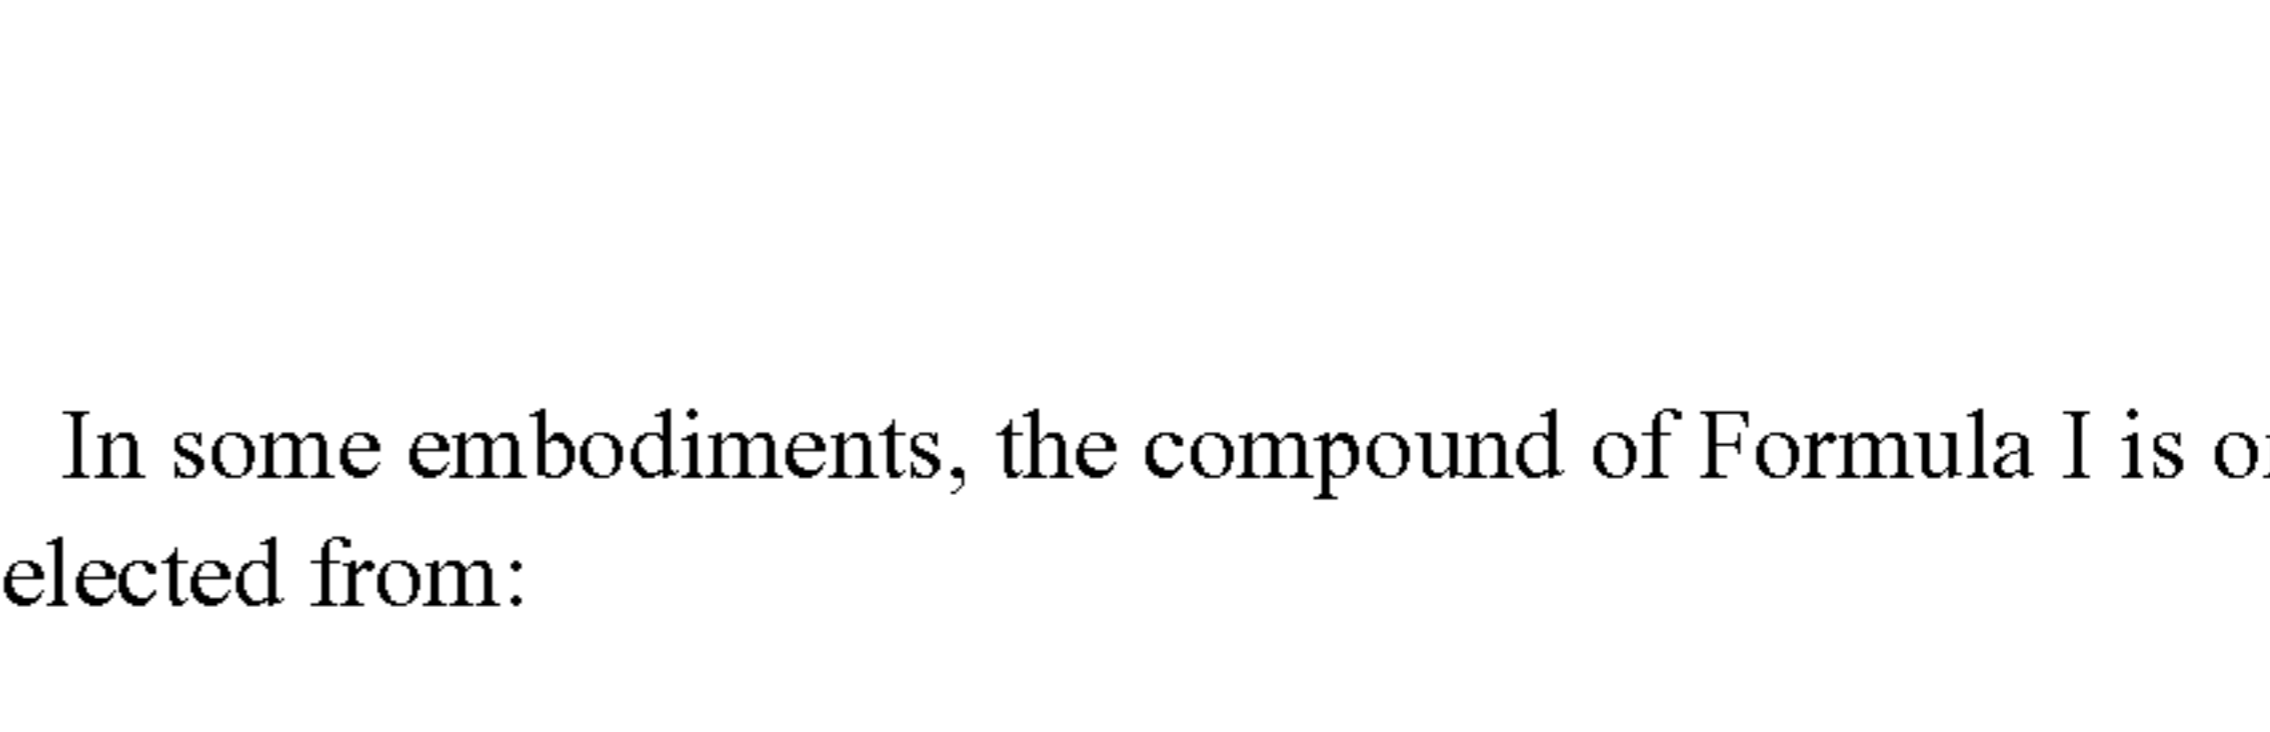 In some embodiments, the compound of Formula I is
elected from: